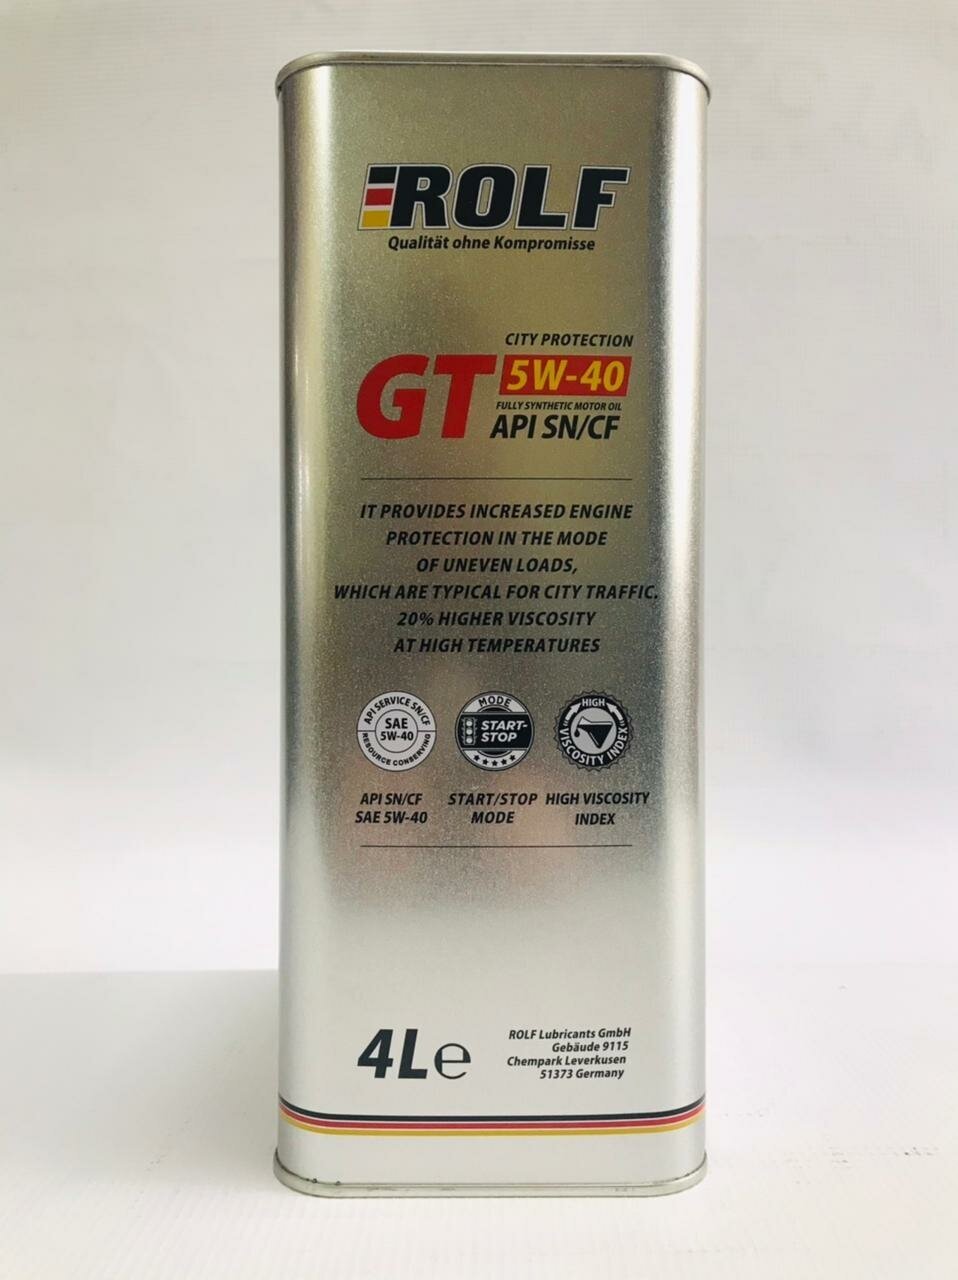 ROLF
Qualität ohne Kompromisse
CITY PROTECTION
GT 5W-40
FULLY SYNTHETIC MOTOR OIL
API SN/CF
IT PROVIDES INCREASED ENGINE
PROTECTION IN THE MODE
OF UNEVEN LOADS,
WHICH ARE TYPICAL FOR CITY TRAFFIC.
20% HIGHER VISCOSITY
AT HIGH TEMPERATURES
API SERVICE SN/CF
SAE
5W-40
RESOURCE CONSERVING
MODE
START-
STOP
HIGH
VISCOSITY INDEX
API SN/CF
SAE 5W-40
START/STOP
MODE
HIGH VISCOSITY
INDEX
4L e
ROLF Lubricants GmbH
Gebäude 9115
Chempark Leverkusen
51373 Germany